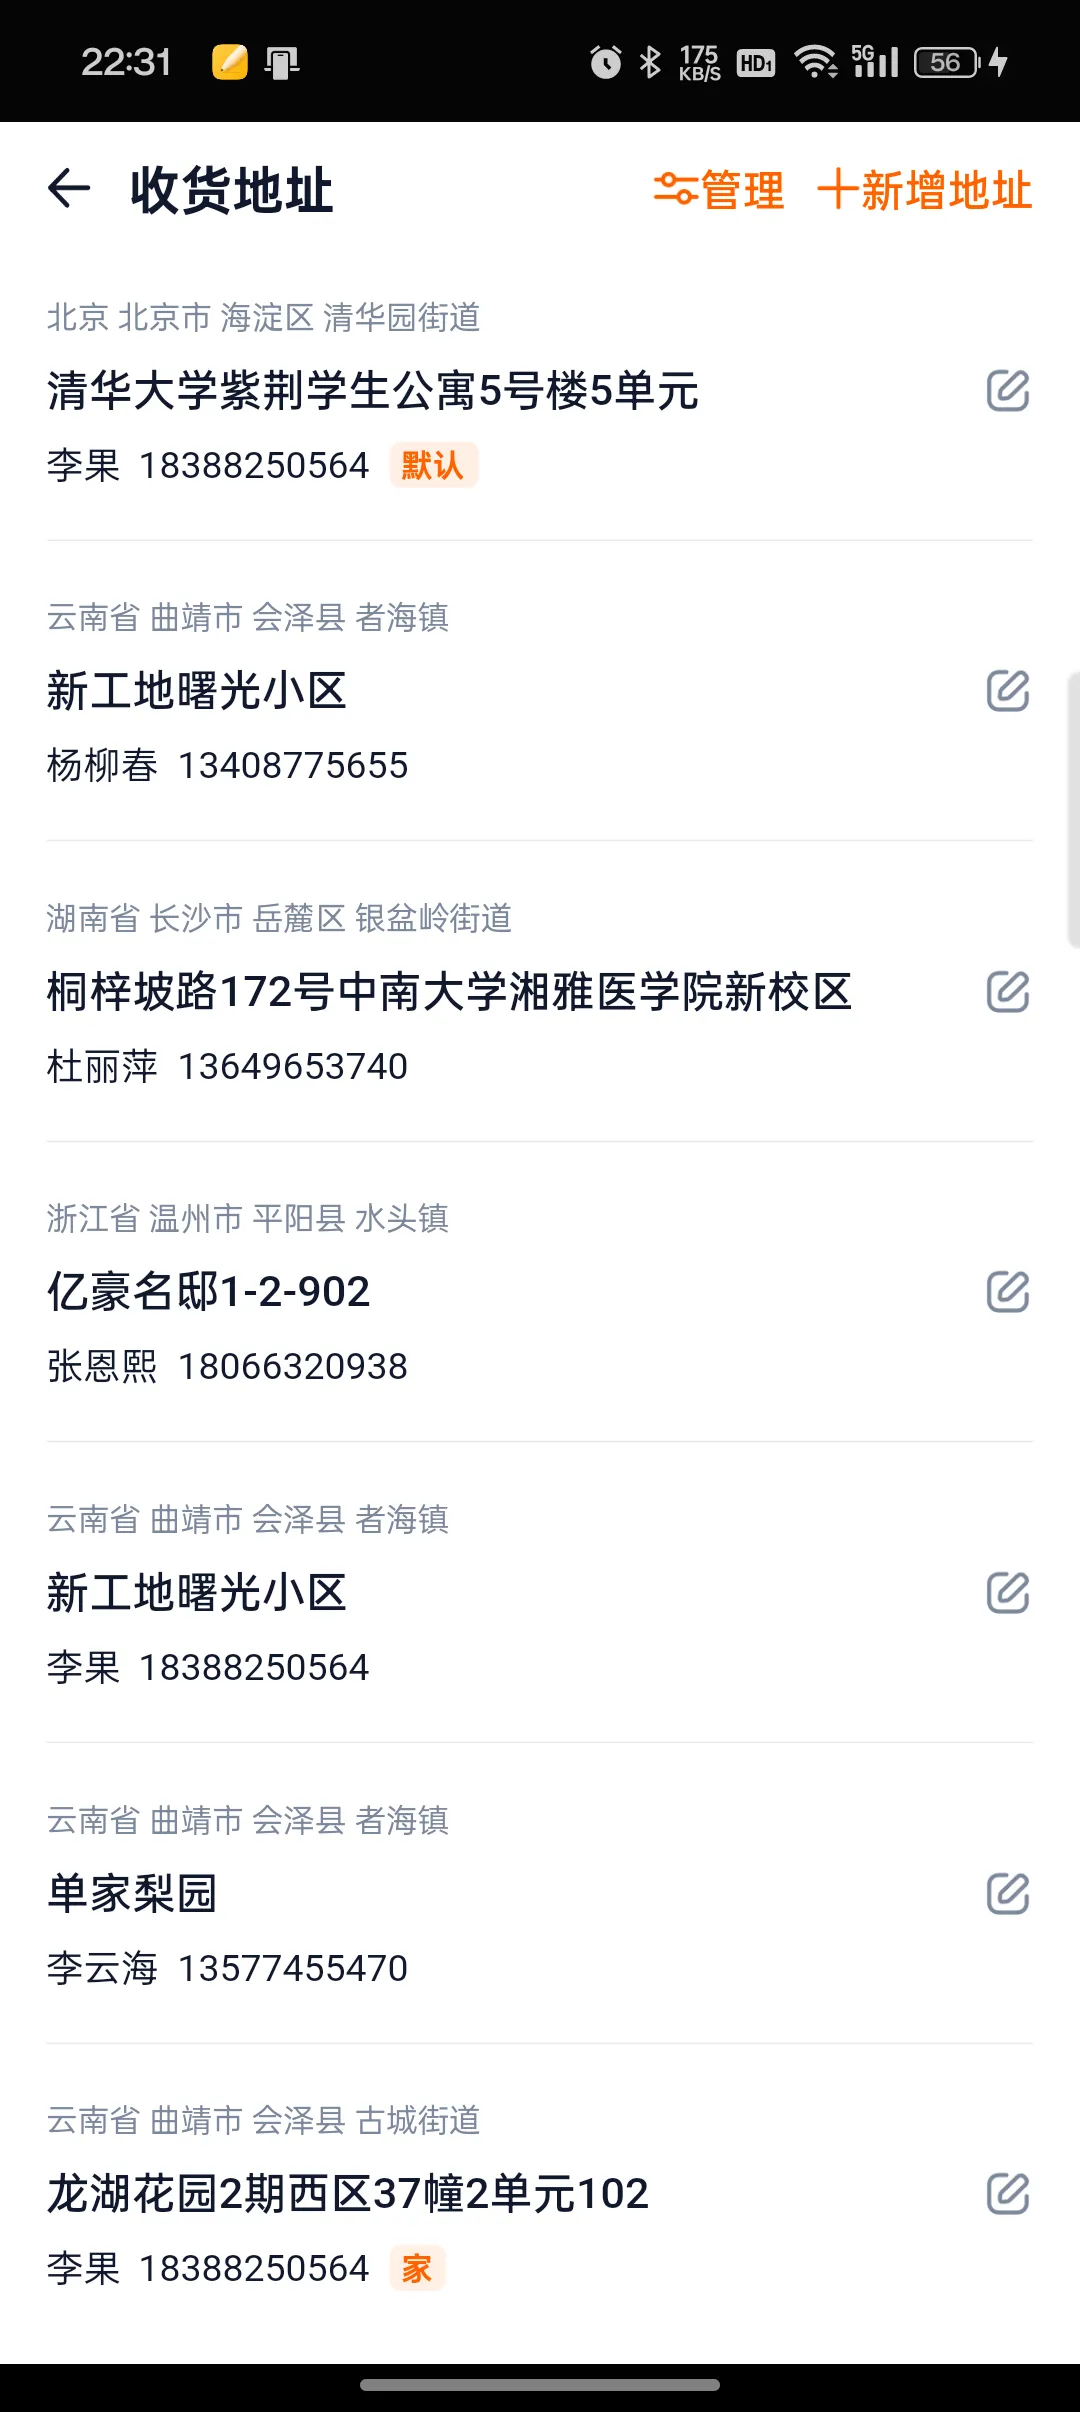 22:31 175 KB/S HD1 5G 56
收货地址 管理 新增地址
北京 北京市 海淀区 清华园街道
清华大学紫荆学生公寓5号楼5单元
李果 18388250564 默认
云南省 曲靖市 会泽县 者海镇
新工地曙光小区
杨柳春 13408775655
湖南省 长沙市 岳麓区 银盆岭街道
桐梓坡路172号中南大学湘雅医学院新校区
杜丽萍 13649653740
浙江省 温州市 平阳县 水头镇
亿豪名邸1-2-902
张恩熙 18066320938
云南省 曲靖市 会泽县 者海镇
新工地曙光小区
李果 18388250564
云南省 曲靖市 会泽县 者海镇
单家梨园
李云海 13577455470
云南省 曲靖市 会泽县 古城街道
龙湖花园2期西区37幢2单元102
李果 18388250564 家